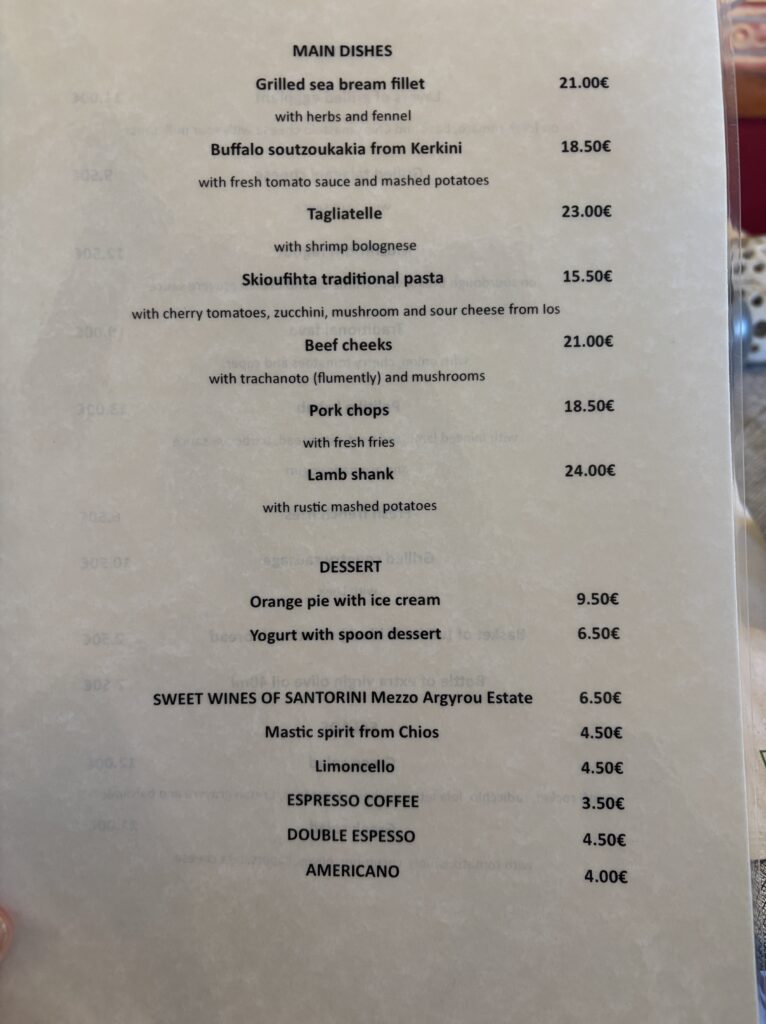 MAIN DISHES
Grilled sea bream fillet 21.00€
with herbs and fennel
Buffalo soutzoukakia from Kerkini 18.50€
with fresh tomato sauce and mashed potatoes
Tagliatelle 23.00€
with shrimp bolognese
Skioufihta traditional pasta 15.50€
with cherry tomatoes, zucchini, mushroom and sour cheese from Ios
Beef cheeks 21.00€
with trachanoto (flumently) and mushrooms
Pork chops 18.50€
with fresh fries
Lamb shank 24.00€
with rustic mashed potatoes
DESSERT
Orange pie with ice cream 9.50€
Yogurt with spoon dessert 6.50€
SWEET WINES OF SANTORINI Mezzo Argyrou Estate 6.50€
Mastic spirit from Chios 4.50€
Limoncello 4.50€
ESPRESSO COFFEE 3.50€
DOUBLE ESPESSO 4.50€
AMERICANO 4.00€